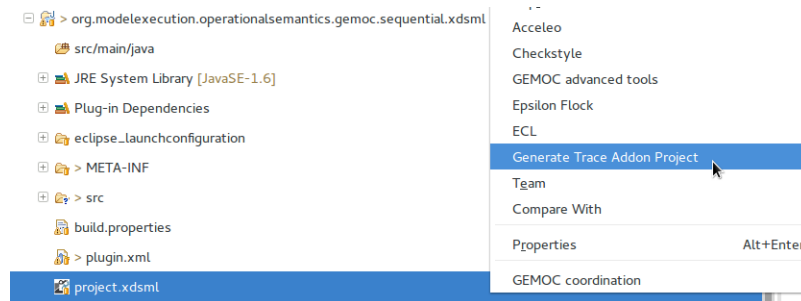 > org.modelexecution.operationalsemantics.gemoc.sequential.xdsml
src/main/java
JRE System Library [JavaSE-1.6]
Plug-in Dependencies
eclipse_launchconfiguration
> META-INF
> src
build.properties
> plugin.xml
project.xdsml
Acceleo
Checkstyle
GEMOC advanced tools
Epsilon Flock
ECL
Generate Trace Addon Project
Team
Compare With
Properties Alt+Enter
GEMOC coordination